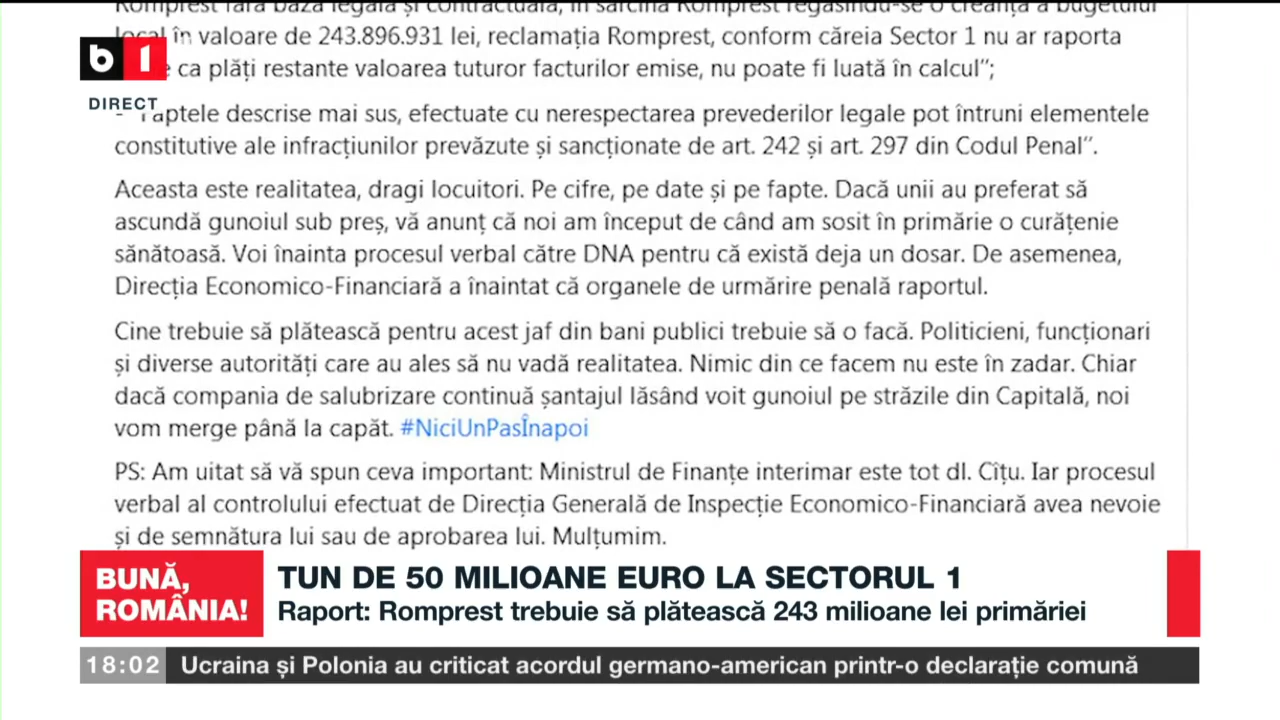 Romprest fără bază legală și contractuală, în sarcina Romprest regăsindu-se o creanță a bugetului
local în valoare de 243.896.931 lei, reclamația Romprest, conform căreia Sector 1 nu ar raporta
ca plăți restante valoarea tuturor facturilor emise, nu poate fi luată în calcul”;
b1
DIRECT
- "Faptele descrise mai sus, efectuate cu nerespectarea prevederilor legale pot întruni elementele
constitutive ale infracțiunilor prevăzute și sancționate de art. 242 și art. 297 din Codul Penal”.
Aceasta este realitatea, dragi locuitori. Pe cifre, pe date și pe fapte. Dacă unii au preferat să
ascundă gunoiul sub preș, vă anunț că noi am început de când am sosit în primărie o curățenie
sănătoasă. Voi înainta procesul verbal către DNA pentru că există deja un dosar. De asemenea,
Direcția Economico-Financiară a înaintat că organele de urmărire penală raportul.
Cine trebuie să plătească pentru acest jaf din bani publici trebuie să o facă. Politicieni, funcționari
și diverse autorități care au ales să nu vadă realitatea. Nimic din ce facem nu este în zadar. Chiar
dacă compania de salubrizare continuă șantajul lăsând voit gunoiul pe străzile din Capitală, noi
vom merge până la capăt. #NiciUnPasÎnapoi
PS: Am uitat să vă spun ceva important: Ministrul de Finanțe interimar este tot dl. Cîțu. Iar procesul
verbal al controlului efectuat de Direcția Generală de Inspecție Economico-Financiară avea nevoie
și de semnătura lui sau de aprobarea lui. Mulțumim.
BUNĂ,
ROMÂNIA!
TUN DE 50 MILIOANE EURO LA SECTORUL 1
Raport: Romprest trebuie să plătească 243 milioane lei primăriei
18:02 Ucraina și Polonia au criticat acordul germano-american printr-o declarație comună